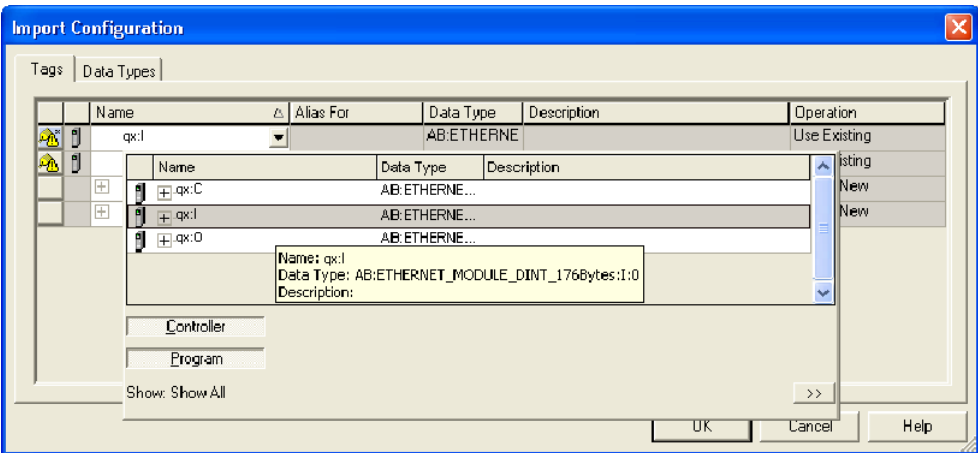 Import Configuration
Tags Data Types
Name Alias For Data Type Description Operation
qx:I AB:ETHERNE Use Existing
isting
Name Data Type Description
qx:C AB:ETHERNE... New
qx:I AB:ETHERNE... New
qx:O AB:ETHERNE...
Name: qx:I
Data Type: AB:ETHERNET_MODULE_DINT_176Bytes:I:0
Description:
Controller
Program
Show: Show All >>
OK Cancel Help